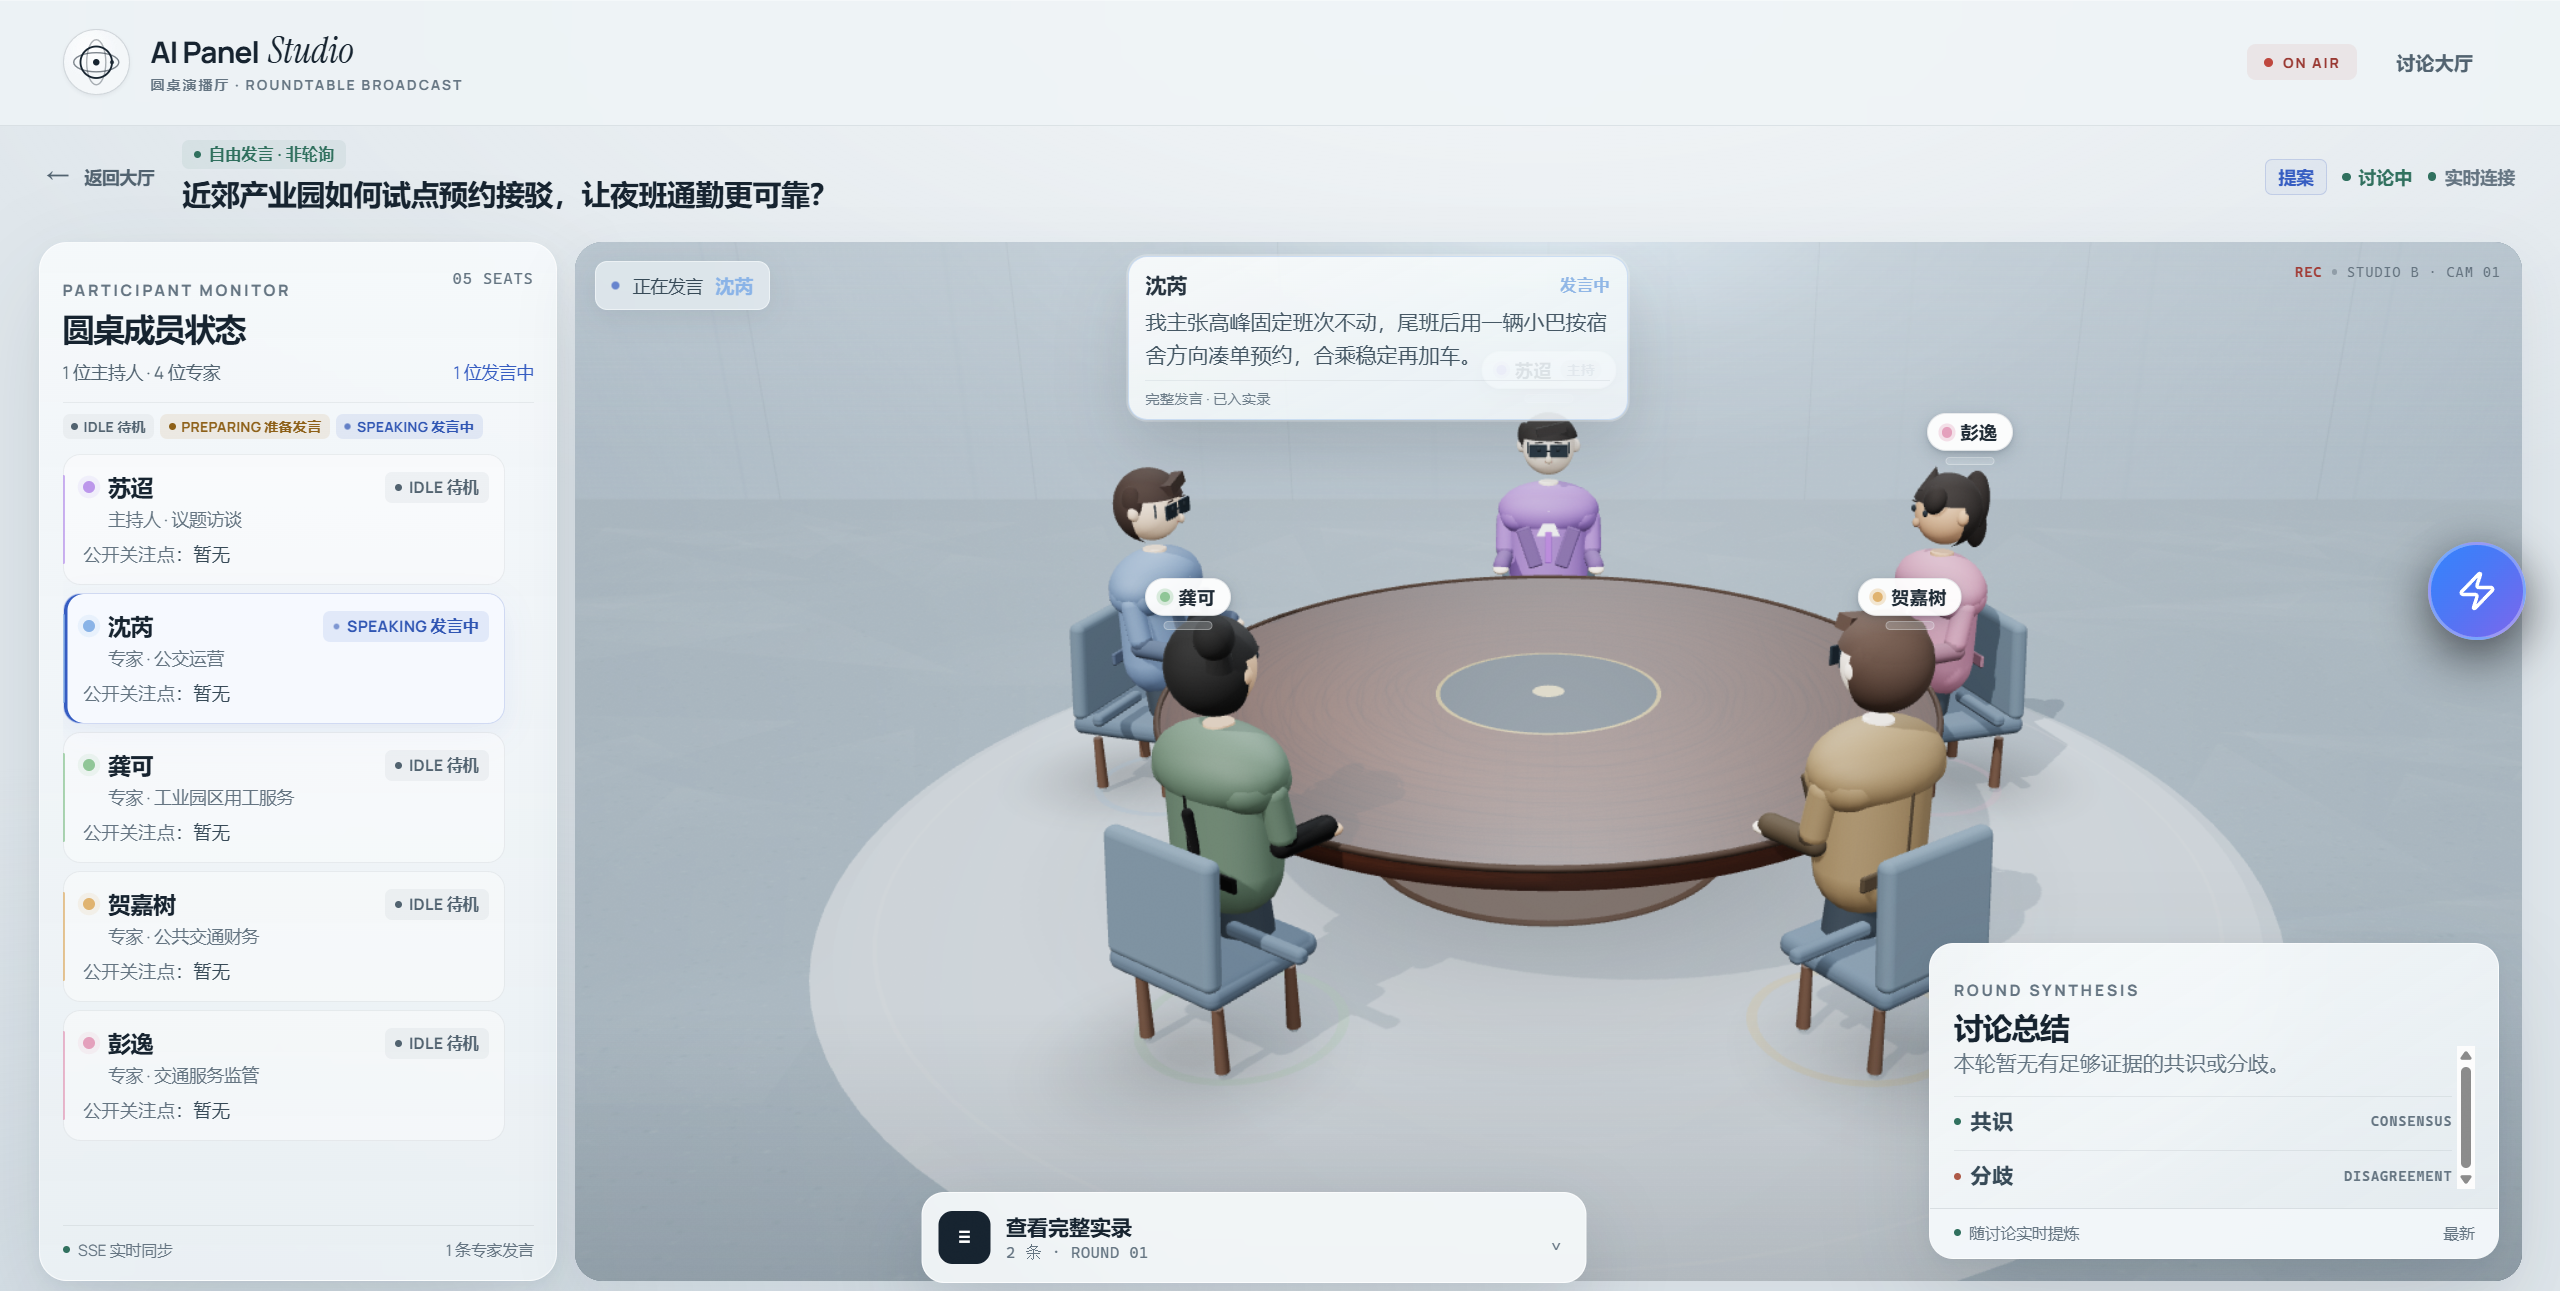 AI Panel Studio
圆桌演播厅 · ROUNDTABLE BROADCAST
ON AIR
讨论大厅
← 返回大厅
自由发言 · 非轮询
近郊产业园如何试点预约接驳，让夜班通勤更可靠？
提案
讨论中
实时连接
05 SEATS
PARTICIPANT MONITOR
圆桌成员状态
1 位主持人 · 4 位专家
1 位发言中
IDLE 待机
PREPARING 准备发言
SPEAKING 发言中
苏迢
IDLE 待机
主持人 · 议题访谈
公开关注点：暂无
沈芮
SPEAKING 发言中
专家 · 公交运营
公开关注点：暂无
龚可
IDLE 待机
专家 · 工业园区用工服务
公开关注点：暂无
贺嘉树
IDLE 待机
专家 · 公共交通财务
公开关注点：暂无
彭逸
IDLE 待机
专家 · 交通服务监管
公开关注点：暂无
SSE 实时同步
1 条专家发言
正在发言 沈芮
REC
STUDIO B · CAM 01
沈芮
发言中
我主张高峰固定班次不动，尾班后用一辆小巴按宿
舍方向凑单预约，合乘稳定再加车。
苏迢 主持
完整发言 · 已入实录
彭逸
龚可
贺嘉树
ROUND SYNTHESIS
讨论总结
本轮暂无有足够证据的共识或分歧。
共识
CONSENSUS
分歧
DISAGREEMENT
随讨论实时提炼
最新
查看完整实录
2 条 · ROUND 01